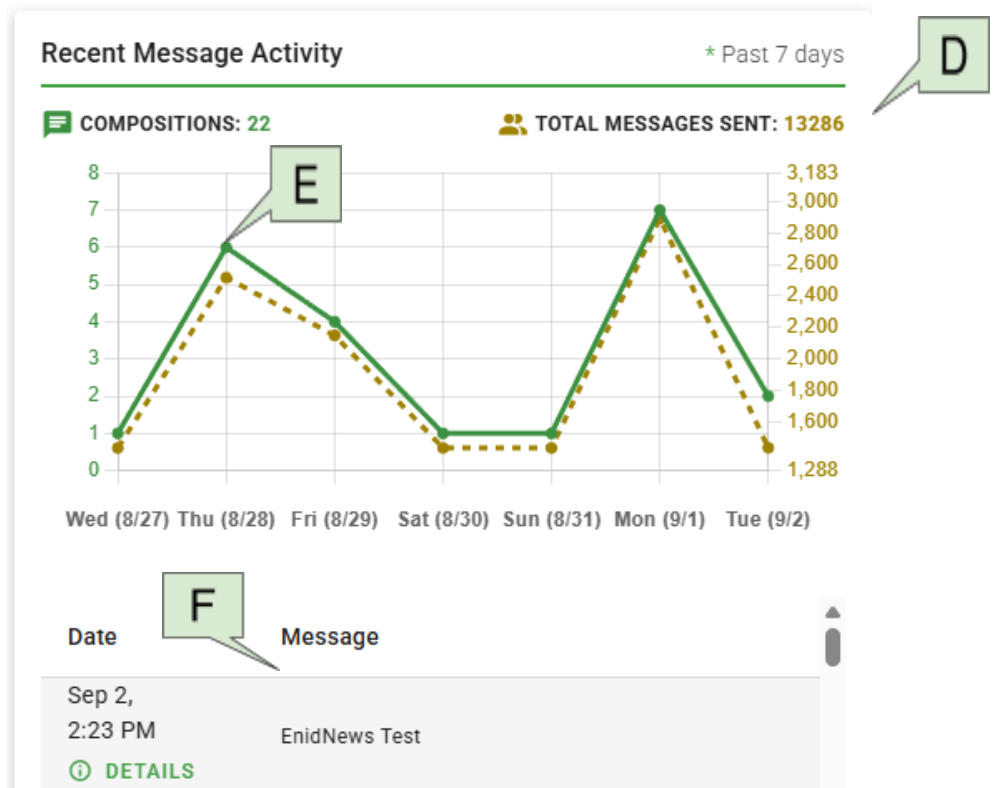 Recent Message Activity * Past 7 days
D
COMPOSITIONS: 22 TOTAL MESSAGES SENT: 13286
E
8 3,183
7 3,000
6 2,800
5 2,600
4 2,400
3 2,200
2 2,000
1 1,800
0 1,600
1,288
Wed (8/27) Thu (8/28) Fri (8/29) Sat (8/30) Sun (8/31) Mon (9/1) Tue (9/2)
F
Date Message
Sep 2,
2:23 PM
EnidNews Test
DETAILS